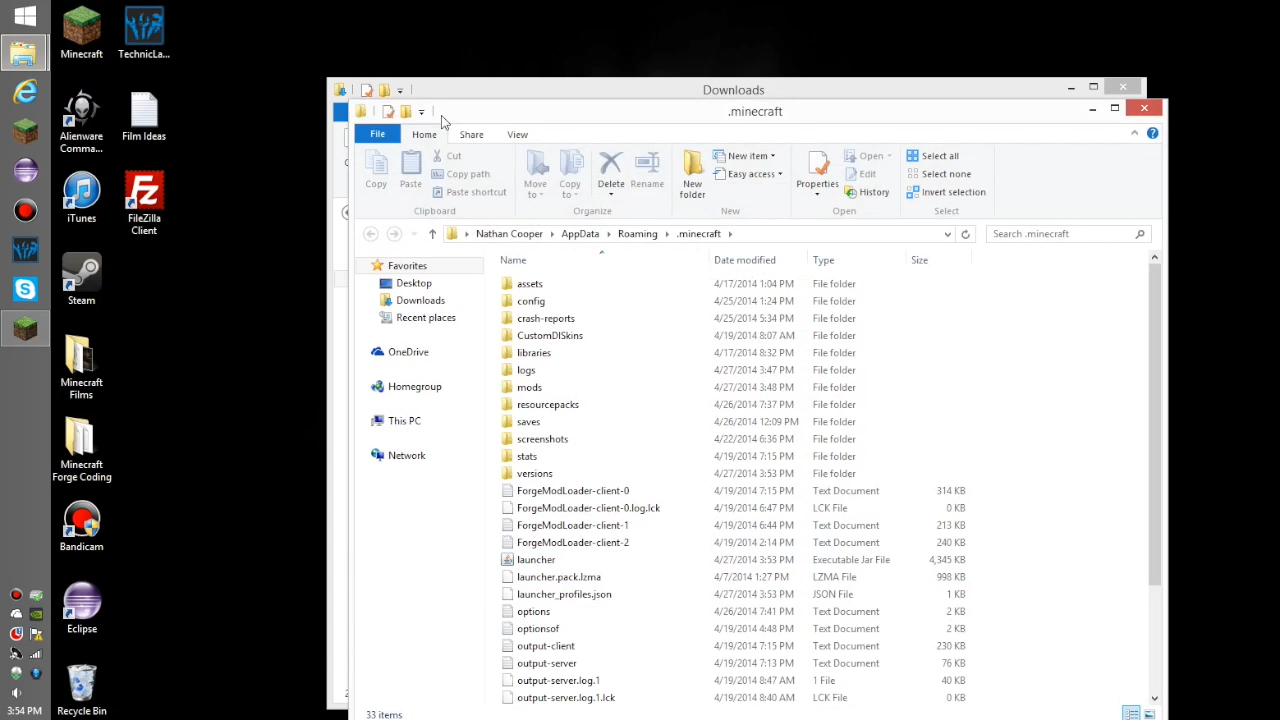 Minecraft
TechnicLa...
Alienware
Comma...
Film Ideas
iTunes
FileZilla
Client
Steam
Minecraft
Films
Minecraft
Forge Coding
Bandicam
Eclipse
Recycle Bin
3:54 PM
Downloads
.minecraft
File
Home
Share
View
Copy
Paste
Cut
Copy path
Paste shortcut
Clipboard
Move
to
Copy
to
Delete
Rename
Organize
New
folder
New item
Easy access
New
Properties
Open
Edit
History
Open
Select all
Select none
Invert selection
Select
Nathan Cooper
AppData
Roaming
.minecraft
Search .minecraft
Favorites
Desktop
Downloads
Recent places
OneDrive
Homegroup
This PC
Network
Name Date modified Type Size
assets 4/17/2014 1:04 PM File folder
config 4/25/2014 1:24 PM File folder
crash-reports 4/25/2014 5:34 PM File folder
CustomDISkins 4/19/2014 8:07 AM File folder
libraries 4/17/2014 8:32 PM File folder
logs 4/27/2014 3:47 PM File folder
mods 4/27/2014 3:48 PM File folder
resourcepacks 4/26/2014 7:37 PM File folder
saves 4/26/2014 12:09 PM File folder
screenshots 4/22/2014 6:36 PM File folder
stats 4/19/2014 7:15 PM File folder
versions 4/27/2014 3:53 PM File folder
ForgeModLoader-client-0 4/19/2014 7:15 PM Text Document 314 KB
ForgeModLoader-client-0.log.lck 4/19/2014 6:47 PM LCK File 0 KB
ForgeModLoader-client-1 4/19/2014 6:44 PM Text Document 213 KB
ForgeModLoader-client-2 4/19/2014 2:14 PM Text Document 240 KB
launcher 4/27/2014 3:53 PM Executable Jar File 4,345 KB
launcher.pack.lzma 4/7/2014 1:27 PM LZMA File 998 KB
launcher_profiles.json 4/27/2014 3:53 PM JSON File 1 KB
options 4/26/2014 1:41 PM Text Document 2 KB
optionsof 4/19/2014 4:48 PM Text Document 2 KB
output-client 4/19/2014 7:15 PM Text Document 230 KB
output-server 4/19/2014 7:13 PM Text Document 76 KB
output-server.log.1 4/19/2014 8:47 AM 1 File 40 KB
output-server.log.1.lck 4/19/2014 8:40 AM LCK File 0 KB
33 items